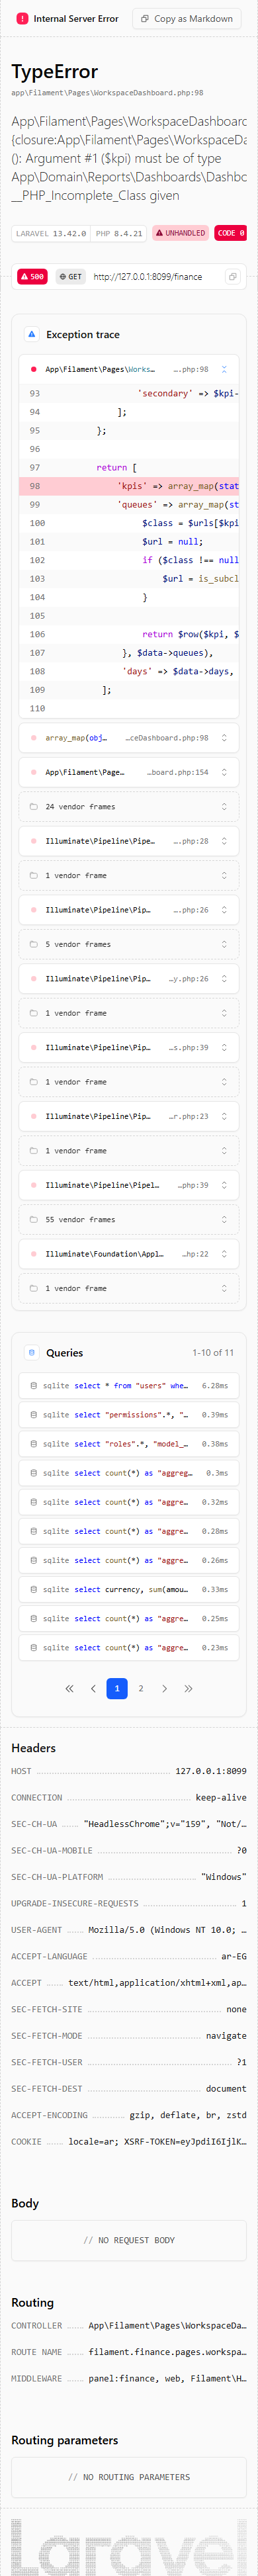 Internal Server Error
Copy as Markdown
TypeError
app\Filament\Pages\WorkspaceDashboard.php:98
App\Filament\Pages\WorkspaceDashboard
{closure:App\Filament\Pages\WorkspaceDa
(): Argument #1 ($kpi) must be of type
App\Domain\Reports\Dashboards\Dashbo
__PHP_Incomplete_Class given
LARAVEL 13.42.0 PHP 8.4.21 UNHANDLED CODE 0
500 GET http://127.0.0.1:8099/finance
Exception trace
App\Filament\Pages\Works… ….php:98
93 'secondary' => $kpi-
94 ];
95 };
96
97 return [
98 'kpis' => array_map(stat
99 'queues' => array_map(st
100 $class = $urls[$kpi
101 $url = null;
102 if ($class !== null
103 $url = is_subcl
104 }
105
106 return $row($kpi, $
107 }, $data->queues),
108 'days' => $data->days,
109 ];
110
array_map(obj… …ceDashboard.php:98
App\Filament\Page… …board.php:154
24 vendor frames
Illuminate\Pipeline\Pipe… ….php:28
1 vendor frame
Illuminate\Pipeline\Pip… ….php:26
5 vendor frames
Illuminate\Pipeline\Pip… …y.php:26
1 vendor frame
Illuminate\Pipeline\Pip… …s.php:39
1 vendor frame
Illuminate\Pipeline\Pip… …r.php:23
1 vendor frame
Illuminate\Pipeline\Pipel… …php:39
55 vendor frames
Illuminate\Foundation\Appl… …hp:22
1 vendor frame
Queries 1-10 of 11
sqlite select * from "users" whe… 6.28ms
sqlite select "permissions".*, "… 0.39ms
sqlite select "roles".*, "model_… 0.38ms
sqlite select count(*) as "aggreg… 0.3ms
sqlite select count(*) as "aggre… 0.32ms
sqlite select count(*) as "aggre… 0.28ms
sqlite select count(*) as "aggre… 0.26ms
sqlite select currency, sum(amou… 0.33ms
sqlite select count(*) as "aggre… 0.25ms
sqlite select count(*) as "aggre… 0.23ms
1 2
Headers
HOST 127.0.0.1:8099
CONNECTION keep-alive
SEC-CH-UA "HeadlessChrome";v="159", "Not/…
SEC-CH-UA-MOBILE ?0
SEC-CH-UA-PLATFORM "Windows"
UPGRADE-INSECURE-REQUESTS 1
USER-AGENT Mozilla/5.0 (Windows NT 10.0; …
ACCEPT-LANGUAGE ar-EG
ACCEPT text/html,application/xhtml+xml,ap…
SEC-FETCH-SITE none
SEC-FETCH-MODE navigate
SEC-FETCH-USER ?1
SEC-FETCH-DEST document
ACCEPT-ENCODING gzip, deflate, br, zstd
COOKIE locale=ar; XSRF-TOKEN=eyJpdiI6IjlK…
Body
// NO REQUEST BODY
Routing
CONTROLLER App\Filament\Pages\WorkspaceDa…
ROUTE NAME filament.finance.pages.workspa…
MIDDLEWARE panel:finance, web, Filament\H…
Routing parameters
// NO ROUTING PARAMETERS
Laravel